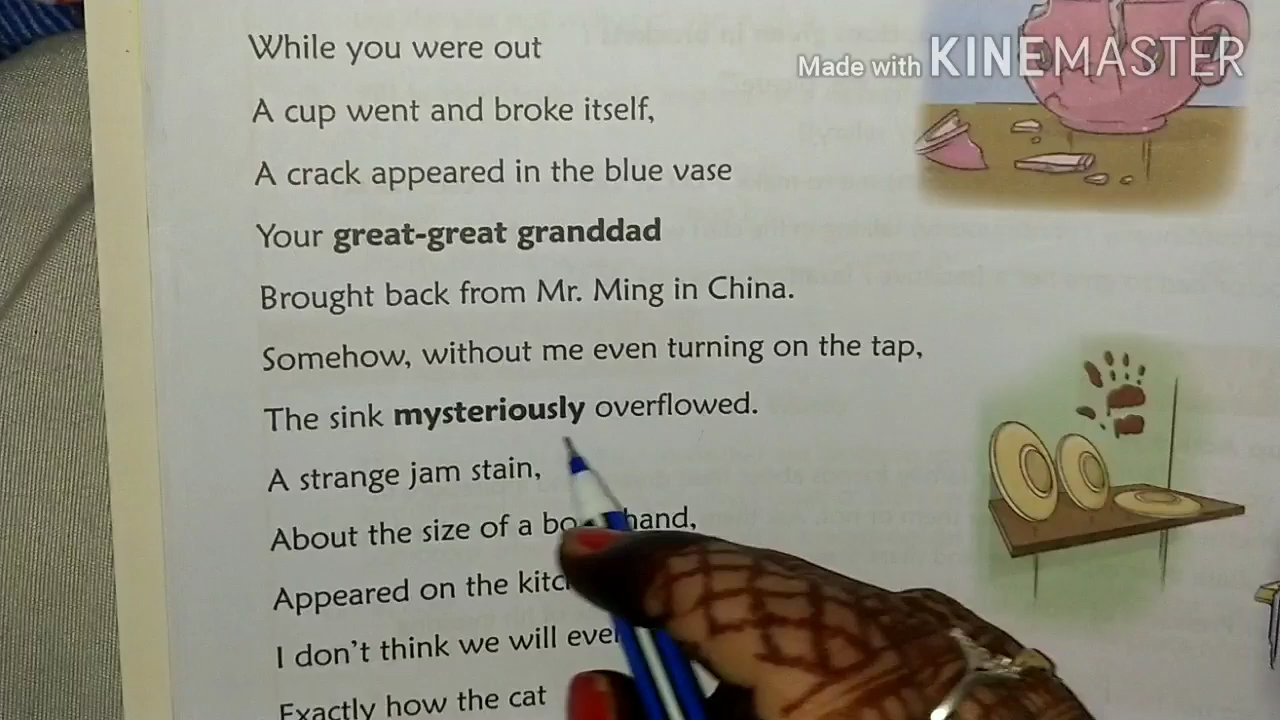 While you were out
Made with KINEMASTER
A cup went and broke itself,
A crack appeared in the blue vase
Your great-great granddad
Brought back from Mr. Ming in China.
Somehow, without me even turning on the tap,
The sink mysteriously overflowed.
A strange jam stain,
About the size of a hand,
Appeared on the
I don't think we will
Exactly how the cat